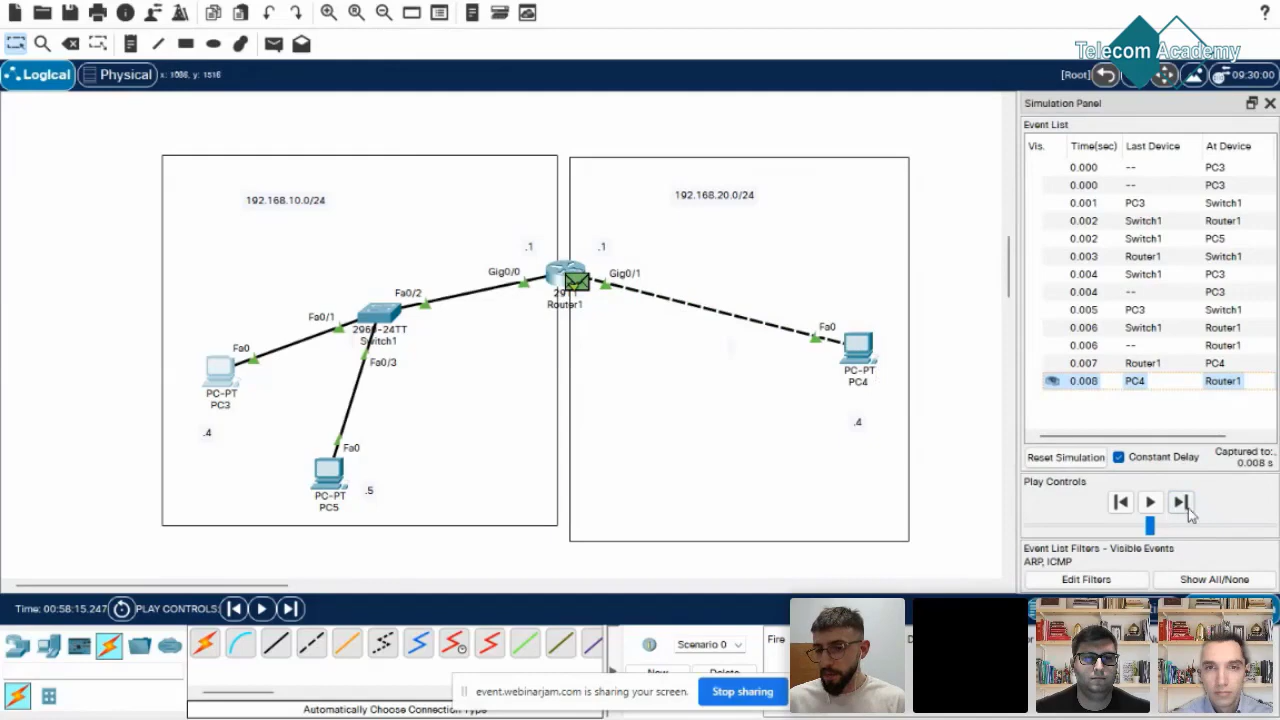 ?
Telecom Academy
Logical
Physical
x: 1088, y: 1516
[Root]
09:30:00
Simulation Panel
Event List
Vis. Time(sec) Last Device At Device
0.000 -- PC3
0.000 -- PC3
0.001 PC3 Switch1
0.002 Switch1 Router1
0.002 Switch1 PC5
0.003 Router1 Switch1
0.004 Switch1 PC3
0.004 -- PC3
0.005 PC3 Switch1
0.006 Switch1 Router1
0.006 -- Router1
0.007 Router1 PC4
0.008 PC4 Router1
Reset Simulation
Constant Delay
Captured to:
0.008 s
Play Controls
Event List Filters - Visible Events
ARP, ICMP
Edit Filters
Show All/None
192.168.10.0/24
192.168.20.0/24
.1
.1
Gig0/0
Gig0/1
2911
Router1
Fa0/2
Fa0/1
2960-24TT
Switch1
Fa0/3
Fa0
PC-PT
PC3
.4
Fa0
PC-PT
PC4
.4
Fa0
PC-PT
PC5
.5
Time: 00:58:15.247
PLAY CONTROLS:
Scenario 0
Fire
New
Delete
event.webinarjam.com is sharing your screen.
Stop sharing
Automatically Choose Connection Type